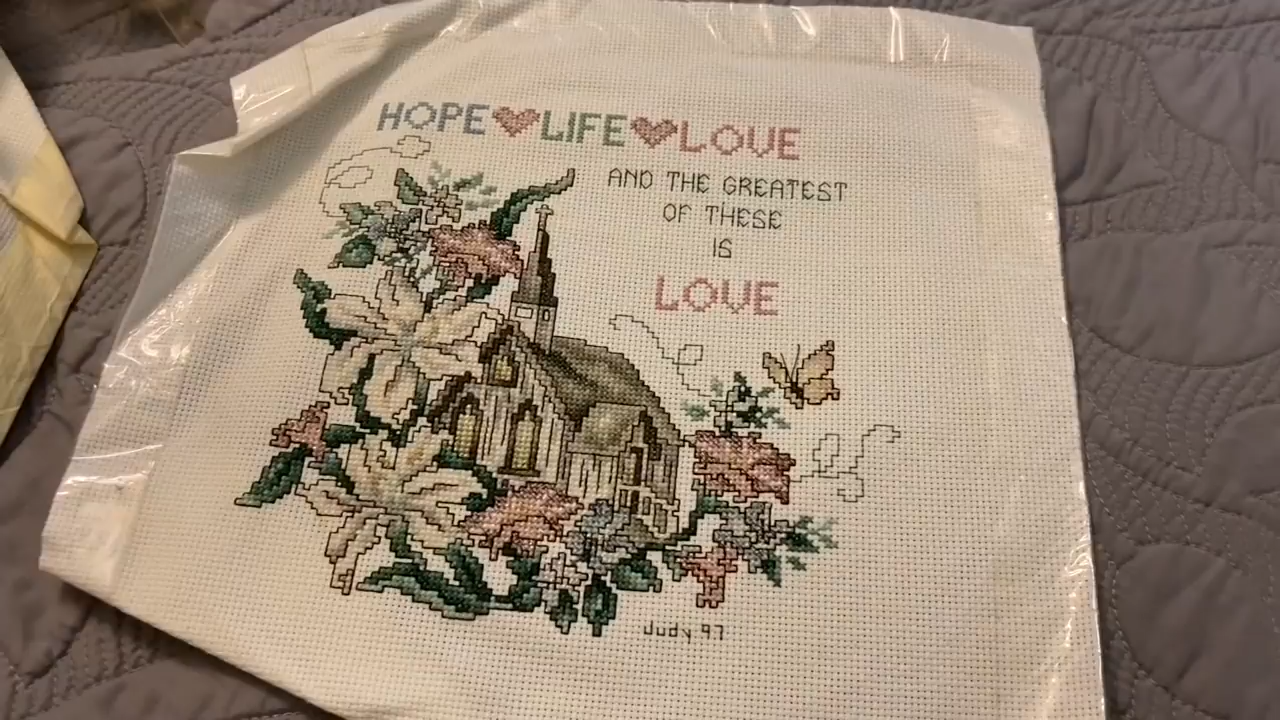 HOPE♥LIFE♥LOVE
AND THE GREATEST
OF THESE
IS
LOVE
Judy 97